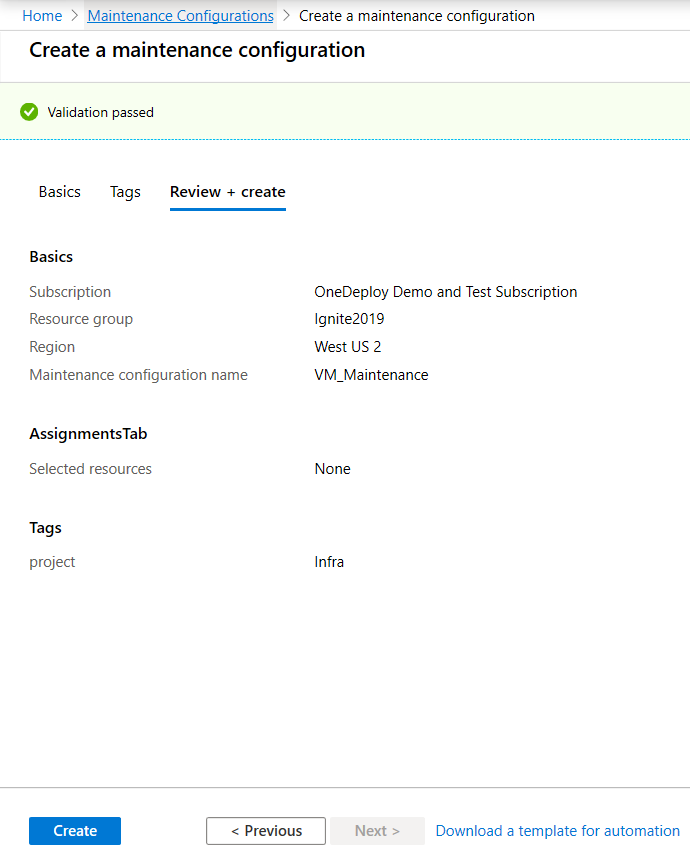 Home > Maintenance Configurations > Create a maintenance configuration
Create a maintenance configuration
Validation passed
Basics Tags Review + create
Basics
Subscription OneDeploy Demo and Test Subscription
Resource group Ignite2019
Region West US 2
Maintenance configuration name VM_Maintenance
AssignmentsTab
Selected resources None
Tags
project Infra
Create < Previous Next > Download a template for automation